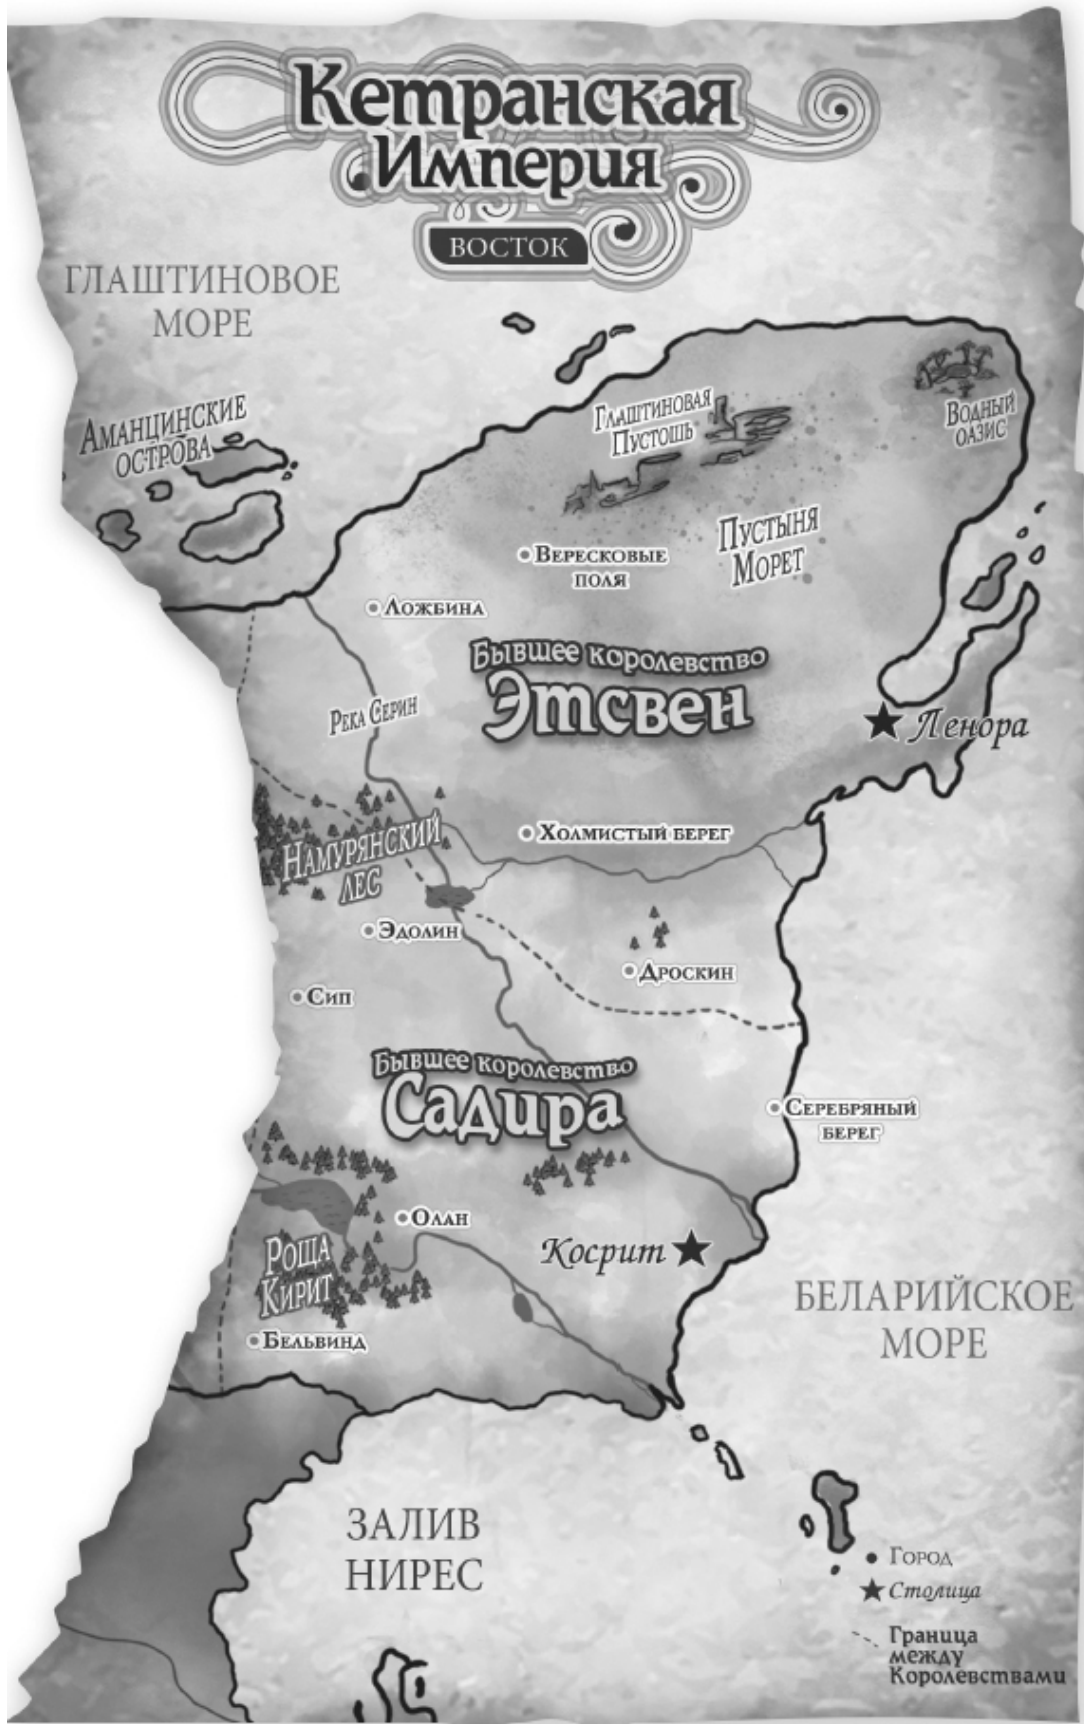 Кетранская
Империя
ВОСТОК
ГЛАШТИНОВОЕ
МОРЕ
Аманцинские
острова
Глаштиновая
Пустошь
Водный
оазис
Пустыня
Морет
Вересковые
поля
Ложбина
Бывшее королевство
Этсвен
Река Серин
Ленора
Холмистый берег
Намурянский
лес
Эдолин
Дроскин
Сип
Бывшее королевство
Садира
Серебряный
берег
Олан
Косрит
Роща
Кирит
Бельвинд
БЕЛАРИЙСКОЕ
МОРЕ
ЗАЛИВ
НИРЕС
Город
Столица
Граница
между
Королевствами